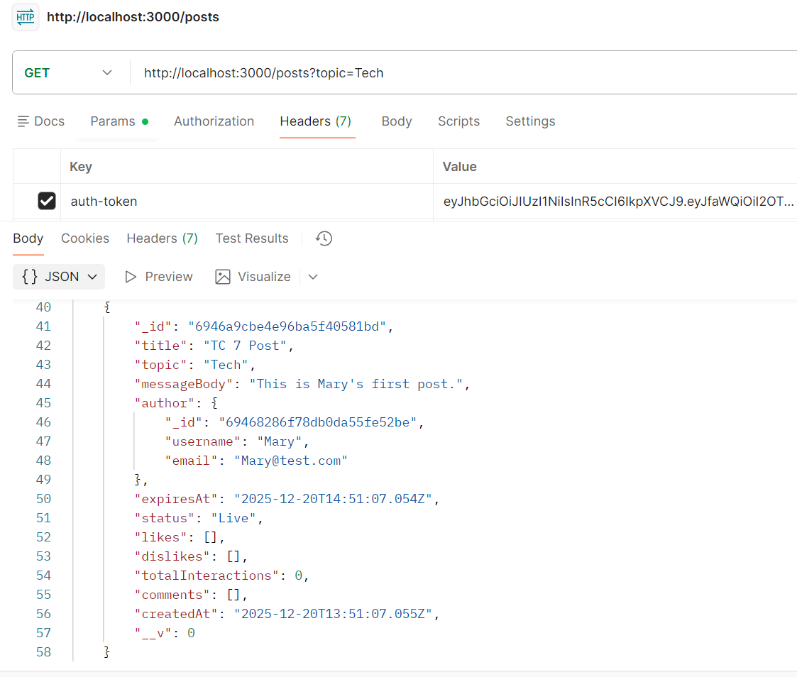 HTTP http://localhost:3000/posts
GET http://localhost:3000/posts?topic=Tech
Docs Params Authorization Headers (7) Body Scripts Settings
Key Value
auth-token eyJhbGciOiJIUzI1NiIsInR5cCI6IkpXVCJ9.eyJfaWQiOiI2OT...
Body Cookies Headers (7) Test Results
{} JSON Preview Visualize
40 {
41 "_id": "6946a9cbe4e96ba5f40581bd",
42 "title": "TC 7 Post",
43 "topic": "Tech",
44 "messageBody": "This is Mary's first post.",
45 "author": {
46 "_id": "69468286f78db0da55fe52be",
47 "username": "Mary",
48 "email": "Mary@test.com"
49 },
50 "expiresAt": "2025-12-20T14:51:07.054Z",
51 "status": "Live",
52 "likes": [],
53 "dislikes": [],
54 "totalInteractions": 0,
55 "comments": [],
56 "createdAt": "2025-12-20T13:51:07.055Z",
57 "__v": 0
58 }